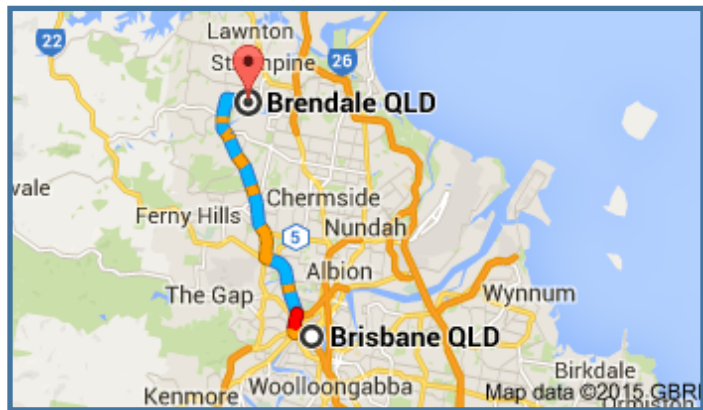 Lawnton
22
26
Brendale QLD
vale
Chermside
Ferny Hills
5
Nundah
Albion
The Gap
Wynnum
Brisbane QLD
Birkdale
Kenmore
Woolloongabba
Map data ©2015 GBRI